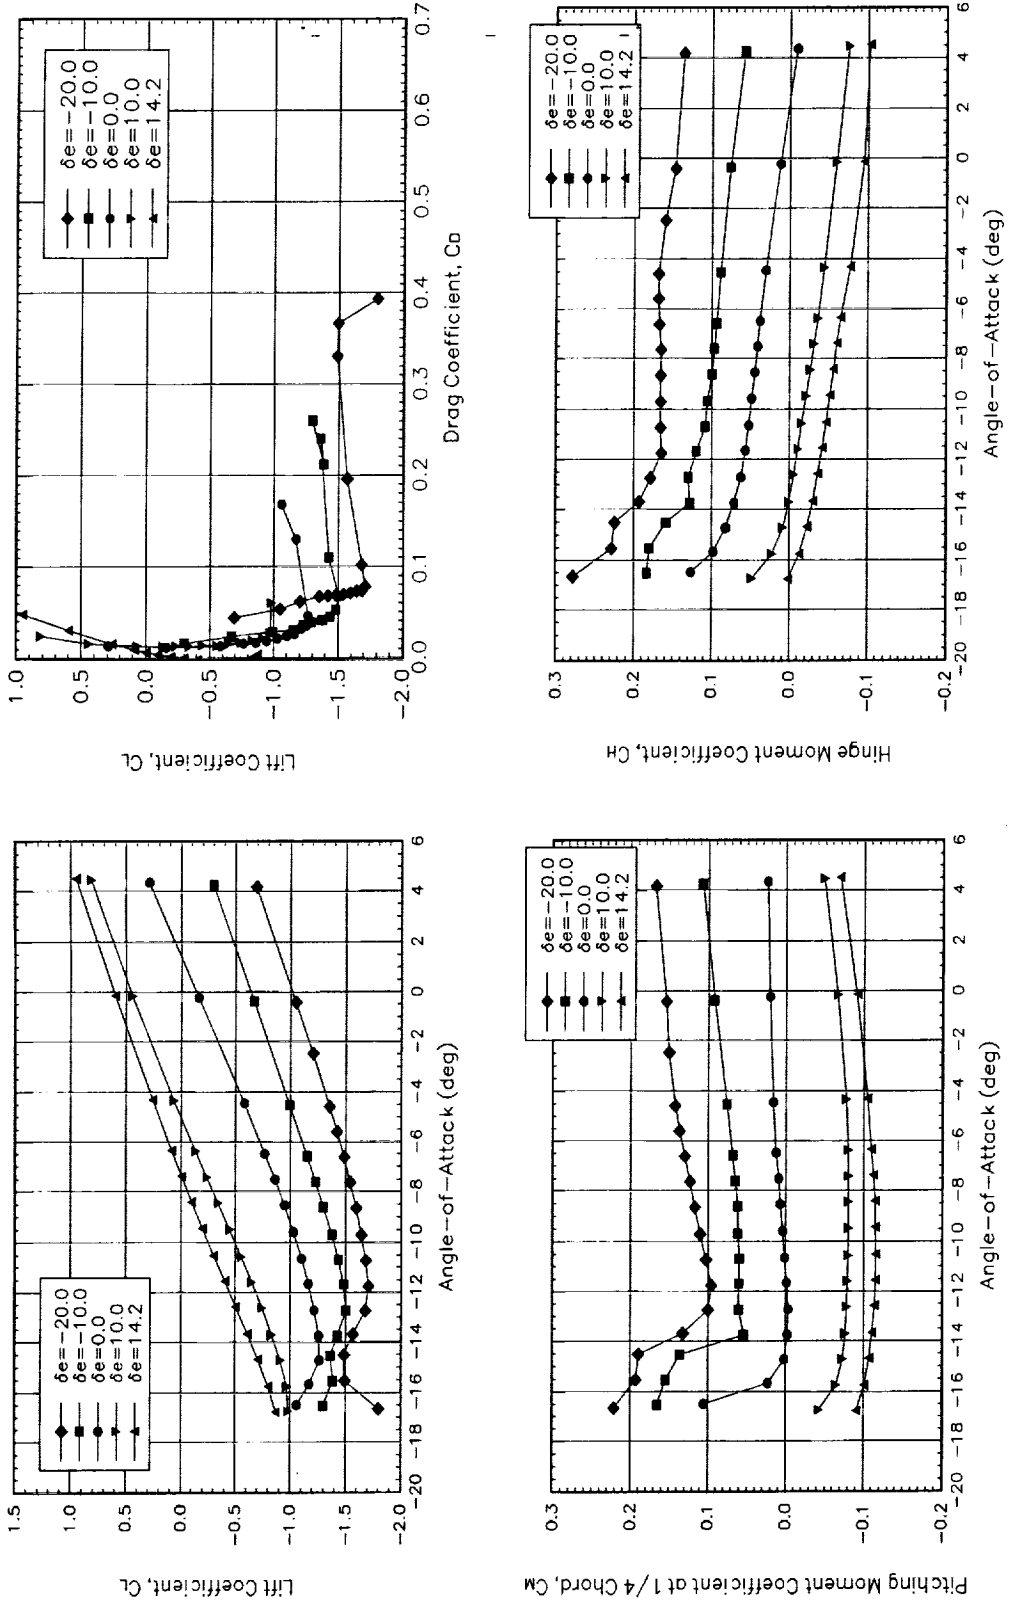 Lift Coefficient, CL
1.5
1.0
0.5
0.0
−0.5
−1.0
−1.5
−2.0
δe=−20.0
δe=−10.0
δe=0.0
δe=10.0
δe=14.2
−20 −18 −16 −14 −12 −10 −8 −6 −4 −2 0 2 4 6
Angle−of−Attack (deg)
Lift Coefficient, CL
1.0
0.5
0.0
−0.5
−1.0
−1.5
−2.0
δe=−20.0
δe=−10.0
δe=0.0
δe=10.0
δe=14.2
0.0 0.1 0.2 0.3 0.4 0.5 0.6 0.7
Drag Coefficient, CD
Pitching Moment Coefficient at 1/4 Chord, CM
0.3
0.2
0.1
0.0
−0.1
−0.2
δe=−20.0
δe=−10.0
δe=0.0
δe=10.0
δe=14.2
−20 −18 −16 −14 −12 −10 −8 −6 −4 −2 0 2 4 6
Angle−of−Attack (deg)
Hinge Moment Coefficient, CH
0.3
0.2
0.1
0.0
−0.1
−0.2
δe=−20.0
δe=−10.0
δe=0.0
δe=10.0
δe=14.2
−20 −18 −16 −14 −12 −10 −8 −6 −4 −2 0 2 4 6
Angle−of−Attack (deg)